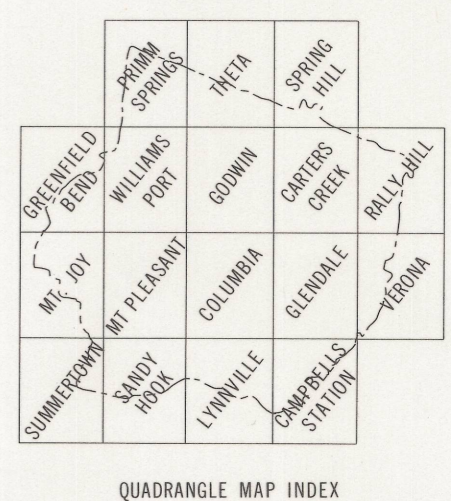 PRIMM
SPRINGS
THETA
SPRING
HILL
GREENFIELD
BEND
WILLIAMS
PORT
GODWIN
CARTERS
CREEK
RALLY HILL
MT JOY
MT PLEASANT
COLUMBIA
GLENDALE
VERONA
SUMMERTOWN
SANDY
HOOK
LYNNVILLE
CAMPBELLS
STATION
QUADRANGLE MAP INDEX